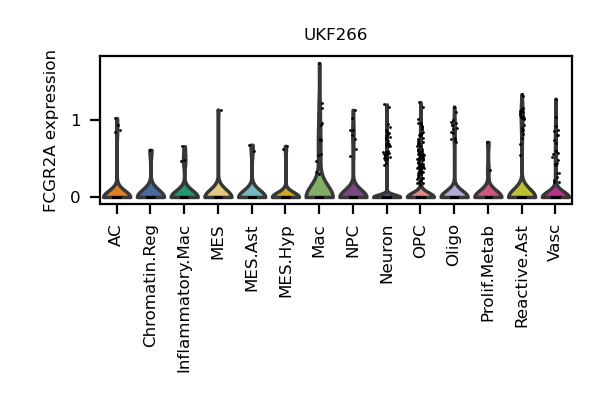 UKF266
FCGR2A expression
1
0
AC
Chromatin.Reg
Inflammatory.Mac
MES
MES.Ast
MES.Hyp
Mac
NPC
Neuron
OPC
Oligo
Prolif.Metab
Reactive.Ast
Vasc